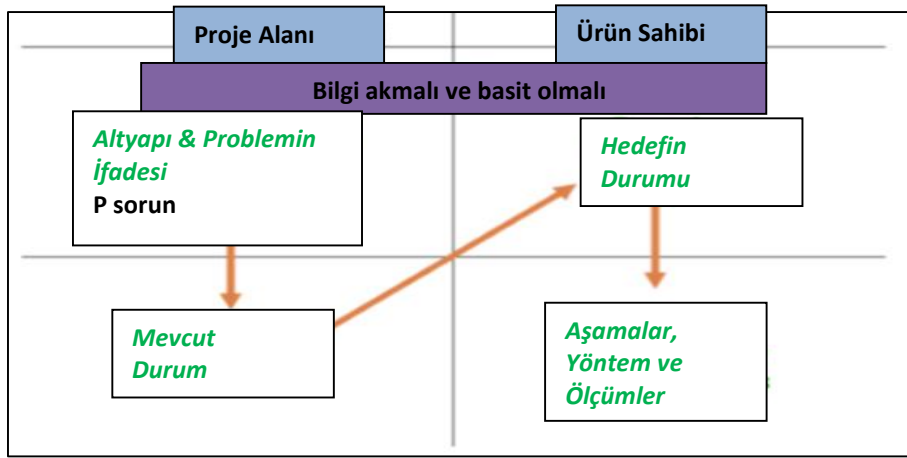 Proje Alanı
Ürün Sahibi
Bilgi akmalı ve basit olmalı
Altyapı & Problemin
İfadesi
P sorun
Hedefin
Durumu
Mevcut
Durum
Aşamalar,
Yöntem ve
Ölçümler